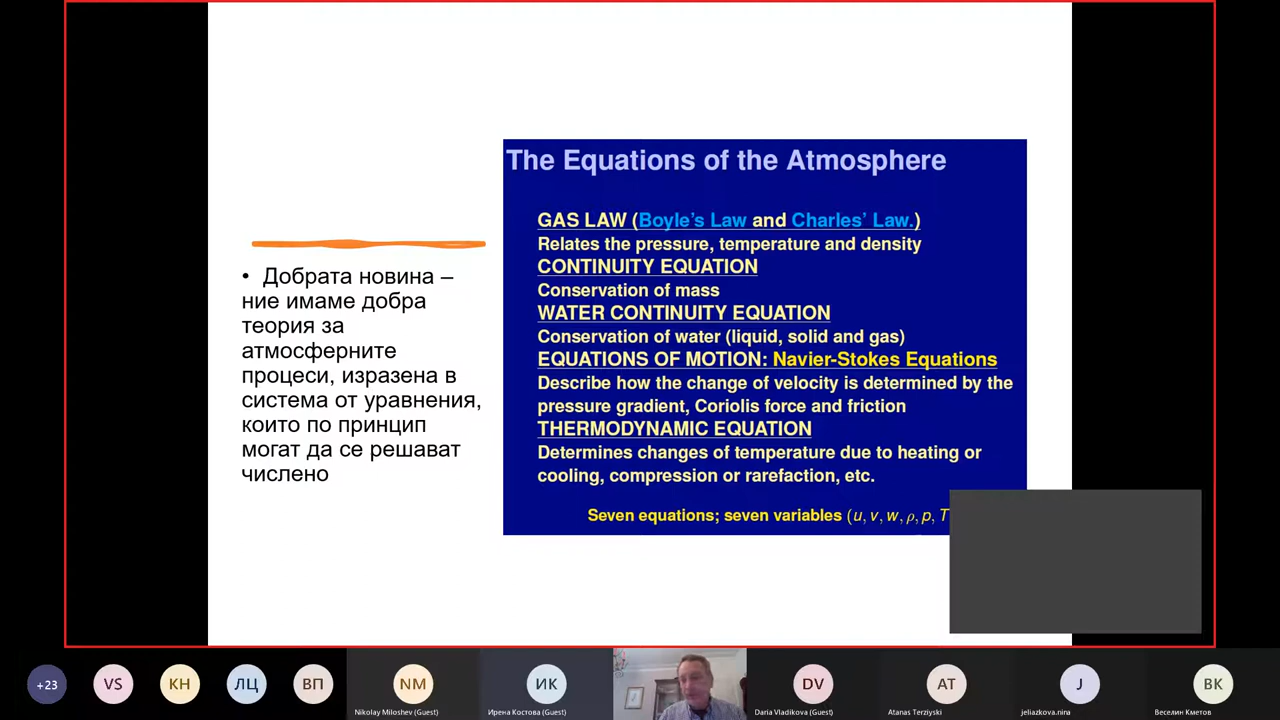 The Equations of the Atmosphere
GAS LAW (Boyle’s Law and Charles’ Law.)
Relates the pressure, temperature and density
CONTINUITY EQUATION
Conservation of mass
WATER CONTINUITY EQUATION
Conservation of water (liquid, solid and gas)
EQUATIONS OF MOTION: Navier-Stokes Equations
Describe how the change of velocity is determined by the
pressure gradient, Coriolis force and friction
THERMODYNAMIC EQUATION
Determines changes of temperature due to heating or
cooling, compression or rarefaction, etc.
Seven equations; seven variables (u, v, w, ρ, p, T
• Добрата новина –
ние имаме добра
теория за
атмосферните
процеси, изразена в
система от уравнения,
които по принцип
могат да се решават
числено
+23
VS
КН
ЛЦ
ВП
NM
Nikolay Miloshev (Guest)
ИК
Ирена Костова (Guest)
DV
Daria Vladikova (Guest)
AT
Atanas Terziyski
J
jeliazkova.nina
ВК
Веселин Кметов